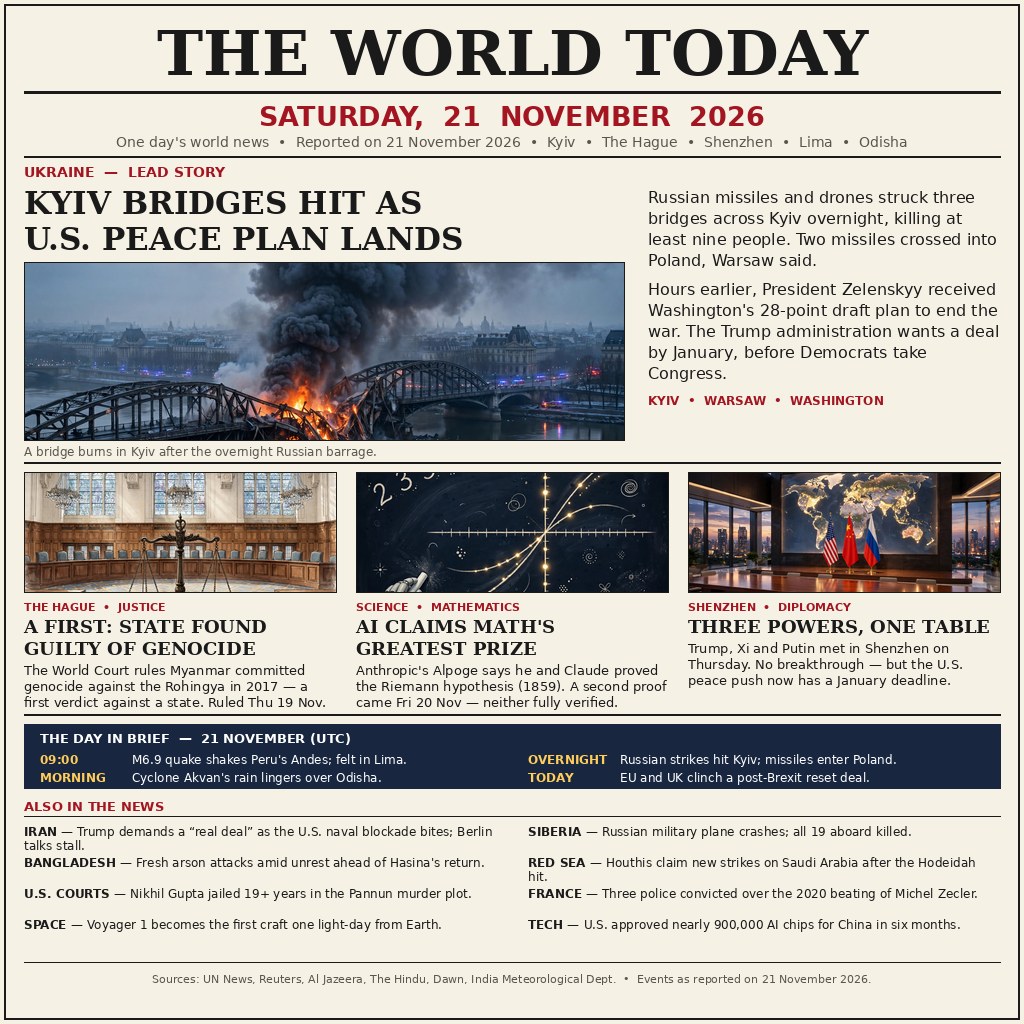 THE WORLD TODAY
SATURDAY, 21 NOVEMBER 2026
One day's world news • Reported on 21 November 2026 • Kyiv • The Hague • Shenzhen • Lima • Odisha
UKRAINE — LEAD STORY
KYIV BRIDGES HIT AS
U.S. PEACE PLAN LANDS
A bridge burns in Kyiv after the overnight Russian barrage.
Russian missiles and drones struck three
bridges across Kyiv overnight, killing at
least nine people. Two missiles crossed into
Poland, Warsaw said.
Hours earlier, President Zelenskyy received
Washington's 28-point draft plan to end the
war. The Trump administration wants a deal
by January, before Democrats take
Congress.
KYIV • WARSAW • WASHINGTON
THE HAGUE • JUSTICE
A FIRST: STATE FOUND
GUILTY OF GENOCIDE
The World Court rules Myanmar committed
genocide against the Rohingya in 2017 — a
first verdict against a state. Ruled Thu 19 Nov.
2 3 5
SCIENCE • MATHEMATICS
AI CLAIMS MATH'S
GREATEST PRIZE
Anthropic's Alpoge says he and Claude proved
the Riemann hypothesis (1859). A second proof
came Fri 20 Nov — neither fully verified.
SHENZHEN • DIPLOMACY
THREE POWERS, ONE TABLE
Trump, Xi and Putin met in Shenzhen on
Thursday. No breakthrough — but the U.S.
peace push now has a January deadline.
THE DAY IN BRIEF — 21 NOVEMBER (UTC)
09:00 M6.9 quake shakes Peru's Andes; felt in Lima.
MORNING Cyclone Akvan's rain lingers over Odisha.
OVERNIGHT Russian strikes hit Kyiv; missiles enter Poland.
TODAY EU and UK clinch a post-Brexit reset deal.
ALSO IN THE NEWS
IRAN — Trump demands a “real deal” as the U.S. naval blockade bites; Berlin
talks stall.
BANGLADESH — Fresh arson attacks amid unrest ahead of Hasina's return.
U.S. COURTS — Nikhil Gupta jailed 19+ years in the Pannun murder plot.
SPACE — Voyager 1 becomes the first craft one light-day from Earth.
SIBERIA — Russian military plane crashes; all 19 aboard killed.
RED SEA — Houthis claim new strikes on Saudi Arabia after the Hodeidah
hit.
FRANCE — Three police convicted over the 2020 beating of Michel Zecler.
TECH — U.S. approved nearly 900,000 AI chips for China in six months.
Sources: UN News, Reuters, Al Jazeera, The Hindu, Dawn, India Meteorological Dept. • Events as reported on 21 November 2026.